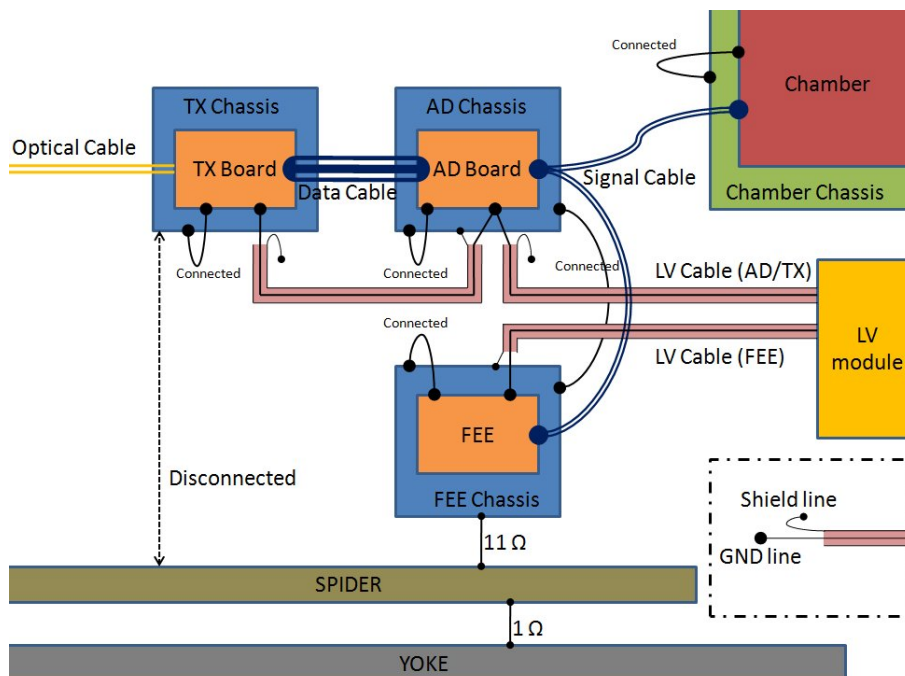 Connected
Chamber
TX Chassis
AD Chassis
Optical Cable
TX Board
AD Board
Data Cable
Signal Cable
Chamber Chassis
Connected
Connected
Connected
LV Cable (AD/TX)
Connected
LV Cable (FEE)
LV
module
FEE
Disconnected
FEE Chassis
Shield line
GND line
11 Ω
SPIDER
1 Ω
YOKE